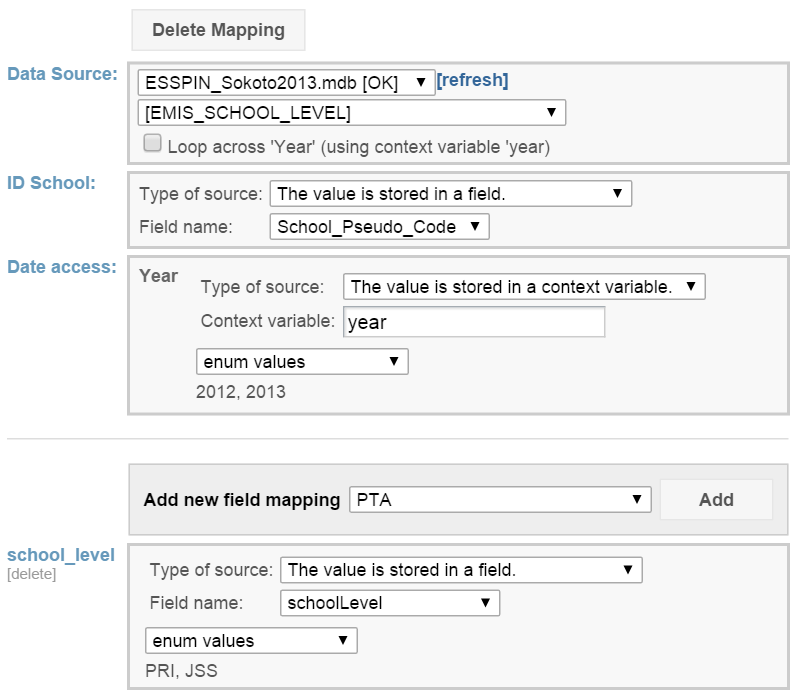 Delete Mapping
Data Source:
ESSPIN_Sokoto2013.mdb [OK] ▼ [refresh]
[EMIS_SCHOOL_LEVEL] ▼
Loop across 'Year' (using context variable 'year)
ID School:
Type of source: The value is stored in a field. ▼
Field name: School_Pseudo_Code ▼
Date access:
Year
Type of source: The value is stored in a context variable. ▼
Context variable: year
enum values ▼
2012, 2013
Add new field mapping PTA ▼ Add
school_level
[delete]
Type of source: The value is stored in a field. ▼
Field name: schoolLevel ▼
enum values ▼
PRI, JSS